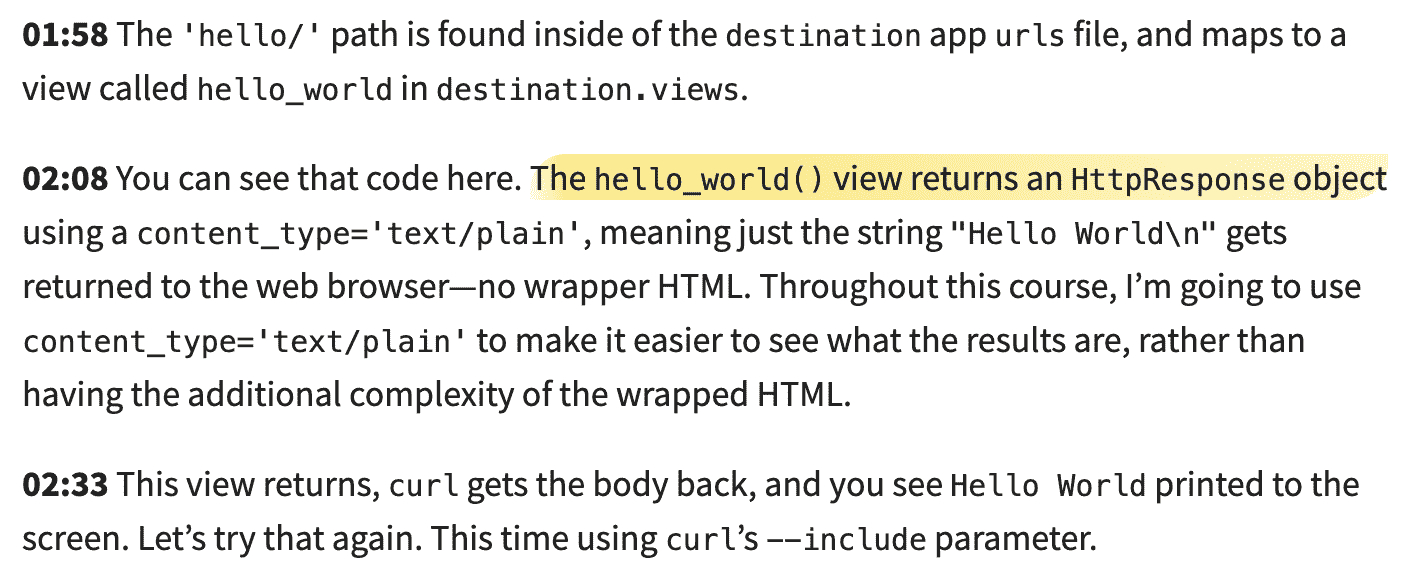 01:58 The 'hello/' path is found inside of the destination app urls file, and maps to a
view called hello_world in destination.views.
02:08 You can see that code here. The hello_world() view returns an HttpResponse object
using a content_type='text/plain', meaning just the string "Hello World\n" gets
returned to the web browser—no wrapper HTML. Throughout this course, I’m going to use
content_type='text/plain' to make it easier to see what the results are, rather than
having the additional complexity of the wrapped HTML.
02:33 This view returns, curl gets the body back, and you see Hello World printed to the
screen. Let’s try that again. This time using curl’s --include parameter.